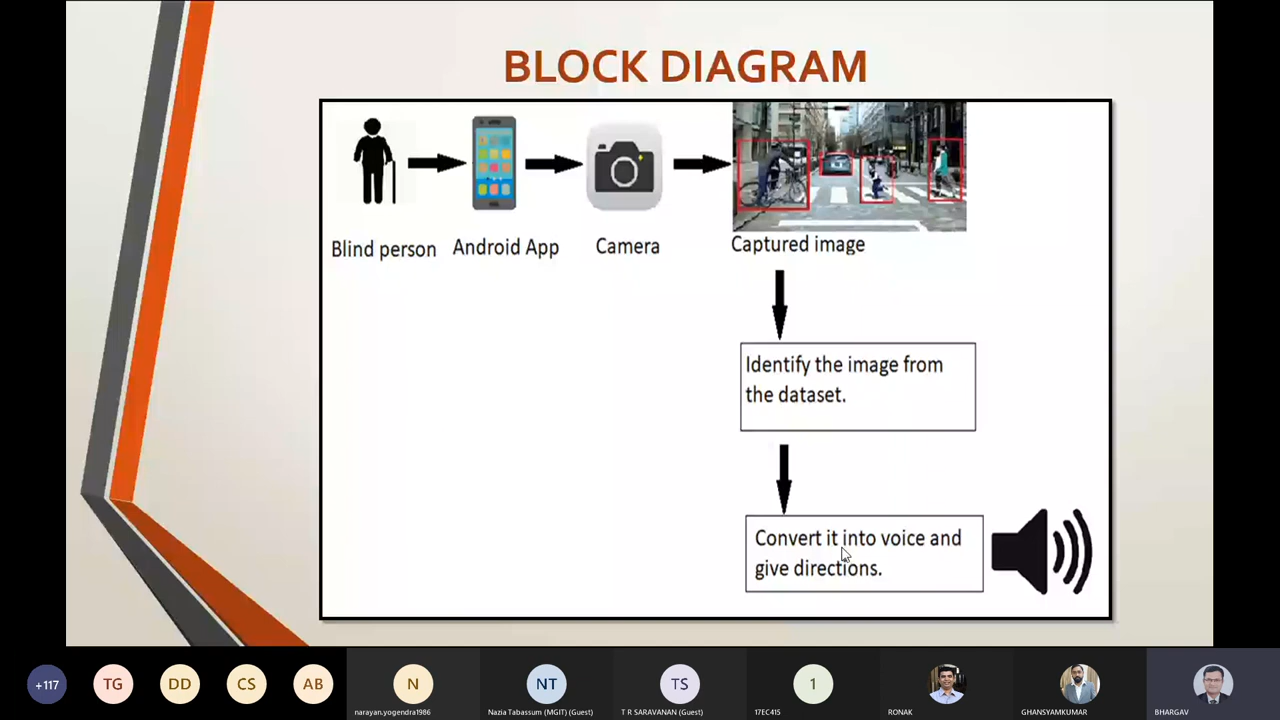 BLOCK DIAGRAM
Blind person
Android App
Camera
Captured image
Identify the image from
the dataset.
Convert it into voice and
give directions.
+117
TG
DD
CS
AB
N
NT
TS
1
narayan.yogendra1986
Nazia Tabassum (MGIT) (Guest)
T R SARAVANAN (Guest)
17EC415
RONAK
GHANSYAMKUMAR
BHARGAV